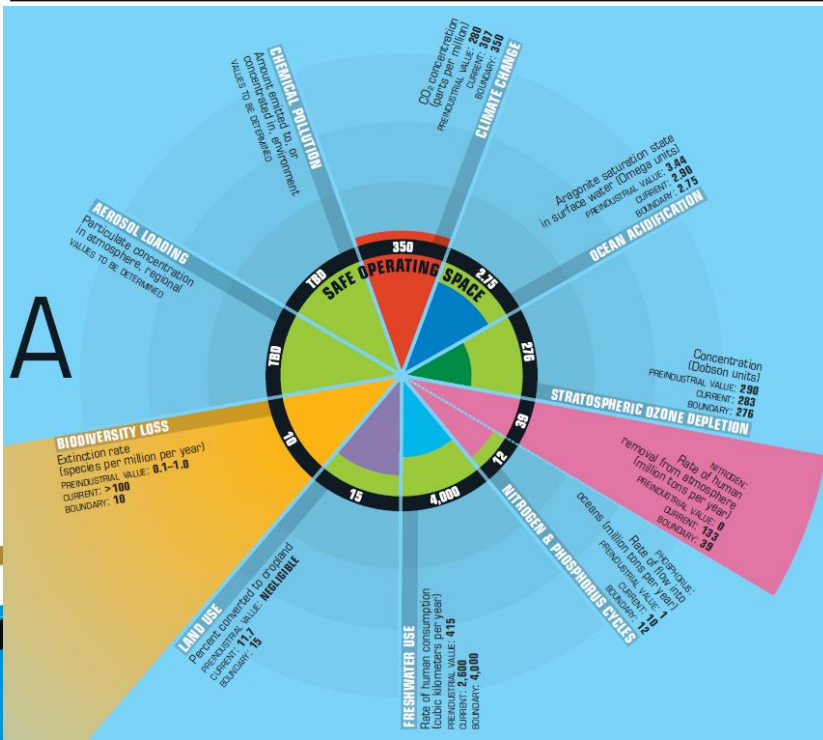 A
CLIMATE CHANGE
CO₂ concentration
(parts per million)
PREINDUSTRIAL VALUE: 280
CURRENT: 387
BOUNDARY: 350
OCEAN ACIDIFICATION
Aragonite saturation state
in surface water (Omega units)
PREINDUSTRIAL VALUE: 3.44
CURRENT: 2.90
BOUNDARY: 2.75
STRATOSPHERIC OZONE DEPLETION
Concentration
(Dobson units)
PREINDUSTRIAL VALUE: 290
CURRENT: 283
BOUNDARY: 276
NITROGEN & PHOSPHORUS CYCLES
NITROGEN:
Rate of human
removal from atmosphere
(million tons per year)
PREINDUSTRIAL VALUE: 0
CURRENT: 133
BOUNDARY: 39
PHOSPHORUS:
Rate of flow into
oceans (million tons per year)
PREINDUSTRIAL VALUE: 1
CURRENT: 10
BOUNDARY: 12
FRESHWATER USE
Rate of human consumption
(cubic kilometers per year)
PREINDUSTRIAL VALUE: 415
CURRENT: 2,600
BOUNDARY: 4,000
LAND USE
Percent converted to cropland
PREINDUSTRIAL VALUE: NEGLIGIBLE
CURRENT: 11.7
BOUNDARY: 15
BIODIVERSITY LOSS
Extinction rate
(species per million per year)
PREINDUSTRIAL VALUE: 0.1–1.0
CURRENT: >100
BOUNDARY: 10
AEROSOL LOADING
Particulate concentration
in atmosphere, regional
VALUES TO BE DETERMINED
CHEMICAL POLLUTION
Amount emitted to, or
concentrated in, environment
VALUES TO BE DETERMINED
SAFE OPERATING SPACE
350
2.75
276
39
12
4,000
15
10
TBD
TBD